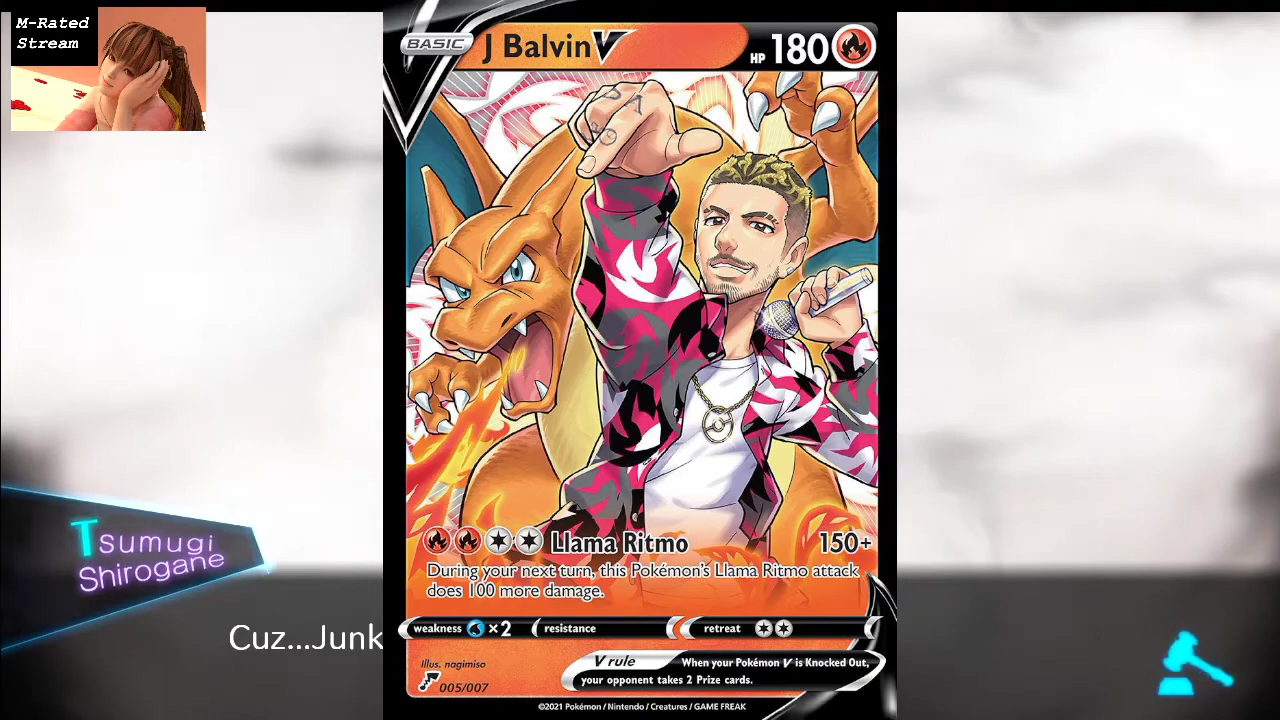 M-Rated
Stream
BASIC
J Balvin V
HP 180
DA
Llama Ritmo 150+
During your next turn, this Pokémon's Llama Ritmo attack
does 100 more damage.
weakness ×2 resistance retreat
V rule When your Pokémon V is Knocked Out,
your opponent takes 2 Prize cards.
Illus. nagimiso
005/007
©2021 Pokémon / Nintendo / Creatures / GAME FREAK
Tsumugi
Shirogane
Cuz...Junk